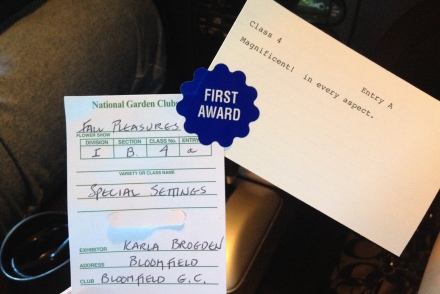 National Garden Clubs
Fall Pleasures
FLOWER SHOW
DIVISION SECTION CLASS No. ENTRY
I B 4 a
VARIETY OR CLASS NAME
Special Settings
EXHIBITOR Karla Brogden
ADDRESS Bloomfield
CLUB Bloomfield G.C.
FIRST
AWARD
Class 4
Entry A
Magnificent! in every aspect.